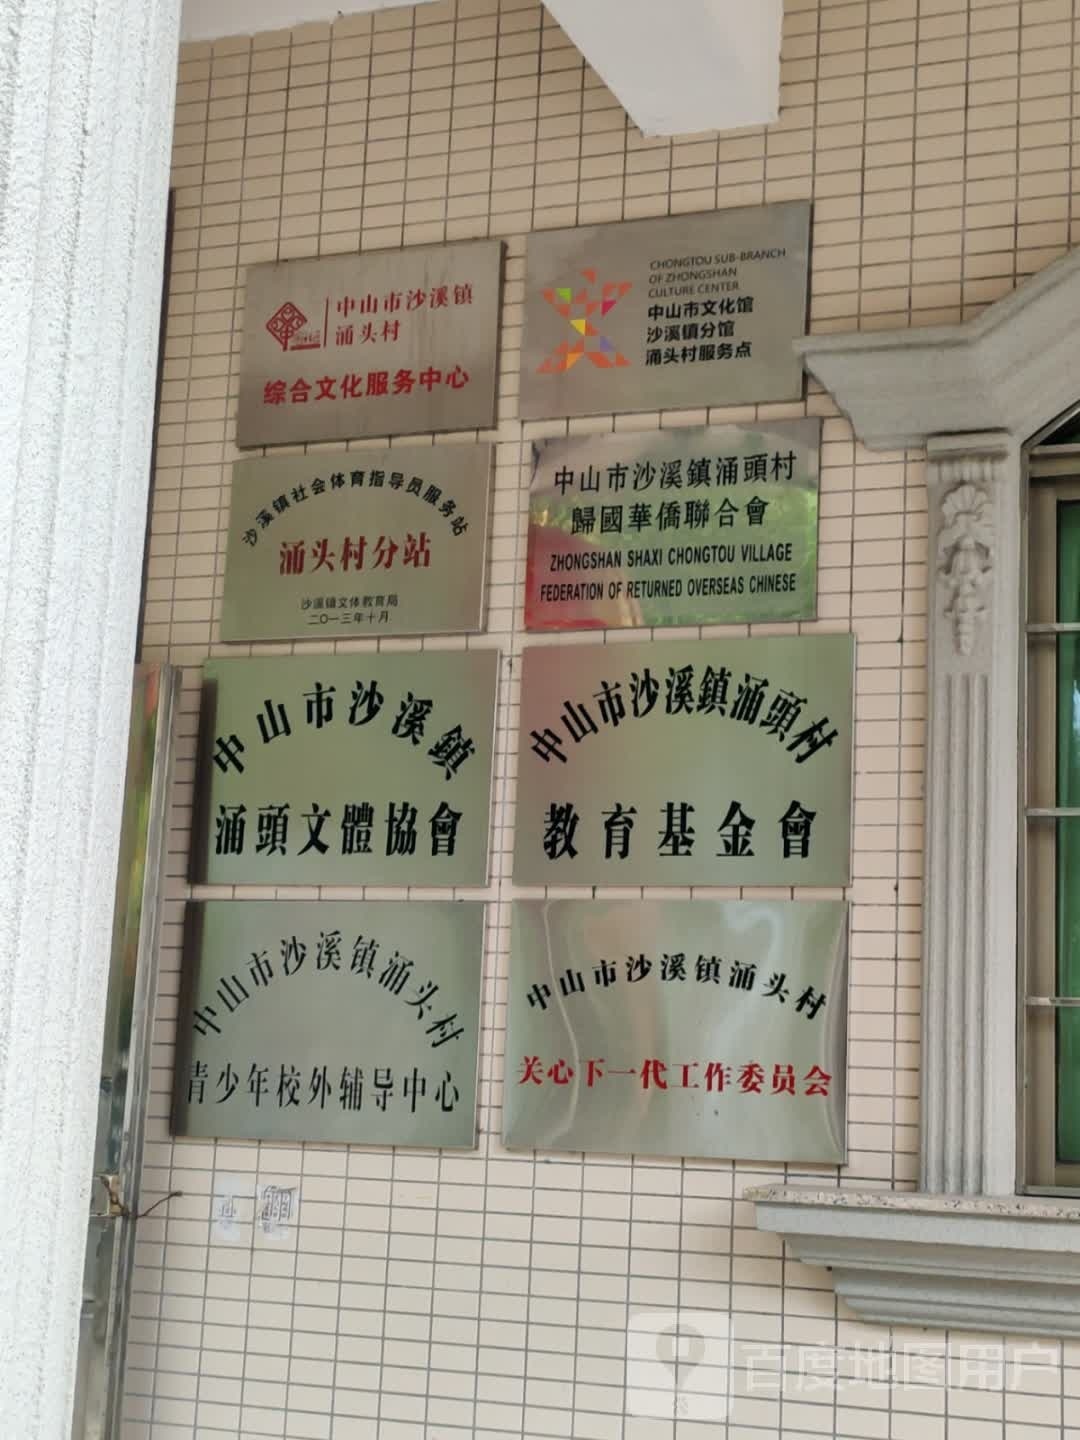 中山市沙溪镇
涌头村
综合文化服务中心
CHONGTOU SUB-BRANCH
OF ZHONGSHAN
CULTURE CENTER
中山市文化馆
沙溪镇分馆
涌头村服务点
沙溪镇社会体育指导员服务站
涌头村分站
沙溪镇文体教育局
二〇一三年十月
中山市沙溪鎮涌頭村
歸國華僑聯合會
ZHONGSHAN SHAXI CHONGTOU VILLAGE
FEDERATION OF RETURNED OVERSEAS CHINESE
中山市沙溪鎮
涌頭文體協會
中山市沙溪鎮涌頭村
教育基金會
中山市沙溪镇涌头村
青少年校外辅导中心
中山市沙溪镇涌头村
关心下一代工作委员会
百度地图用户